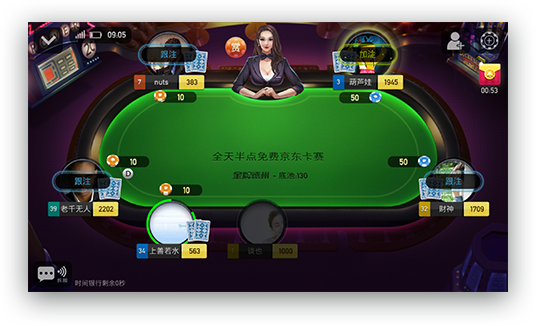 09:05
赏
跟注
7 nuts 383
加注
3 葫芦娃 1945
00:53
10
50
全天半点免费京东卡赛
底池:130
10
D
50
10
跟注
39 老千无人 2202
跟注
32 财神 1709
34 上善若水 563
1003
时间银行剩余0秒